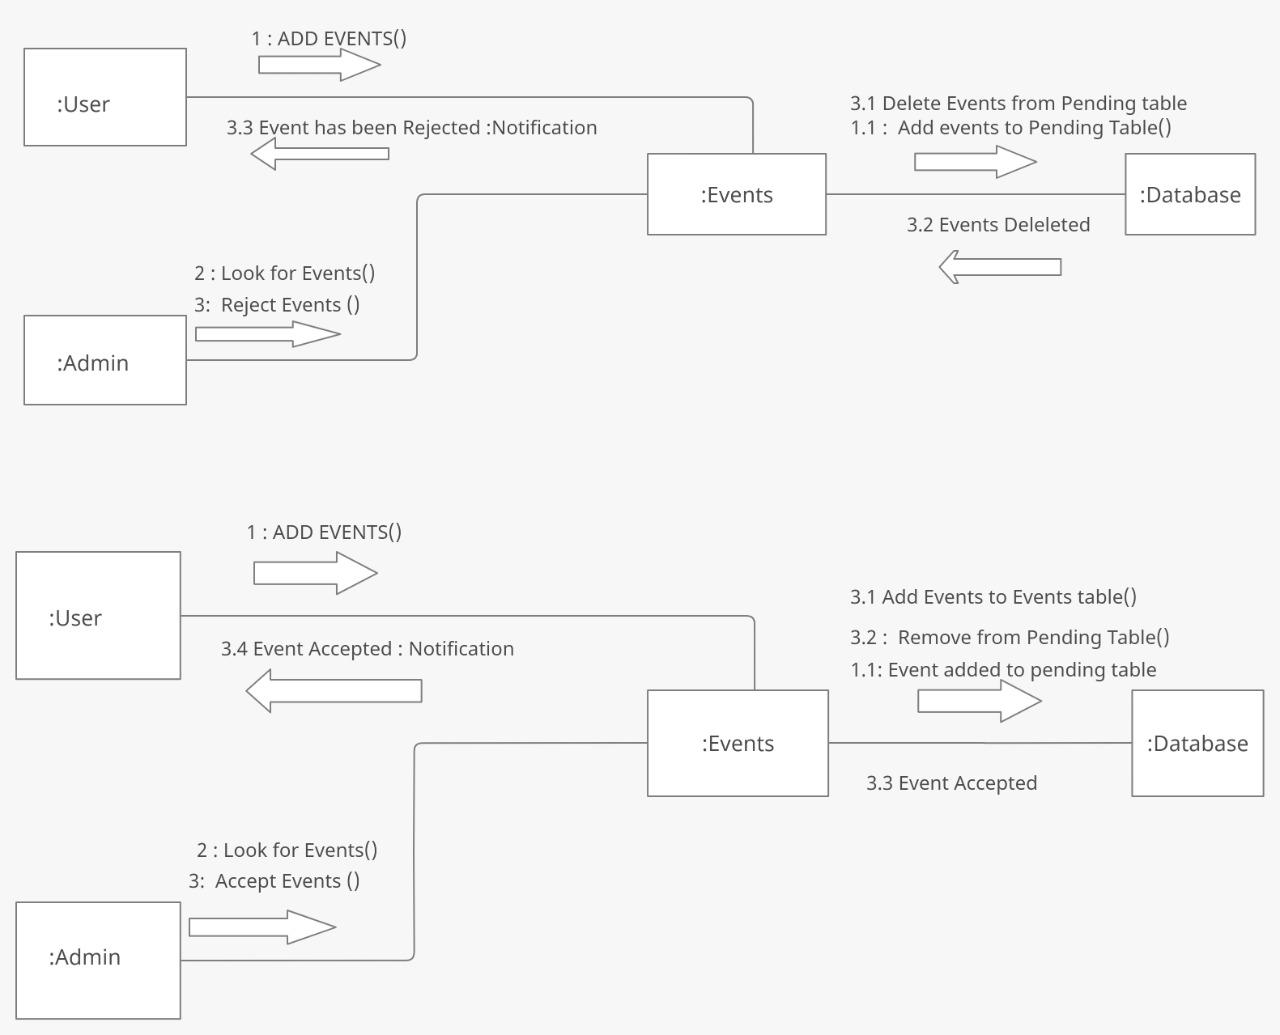 1 : ADD EVENTS()
:User
3.1 Delete Events from Pending table
1.1 :  Add events to Pending Table()
3.3 Event has been Rejected :Notification
:Events
:Database
3.2 Events Deleleted
2 : Look for Events()
3:  Reject Events ()
:Admin
1 : ADD EVENTS()
:User
3.1 Add Events to Events table()
3.2 :  Remove from Pending Table()
1.1: Event added to pending table
3.4 Event Accepted : Notification
:Events
:Database
3.3 Event Accepted
2 : Look for Events()
3:  Accept Events ()
:Admin